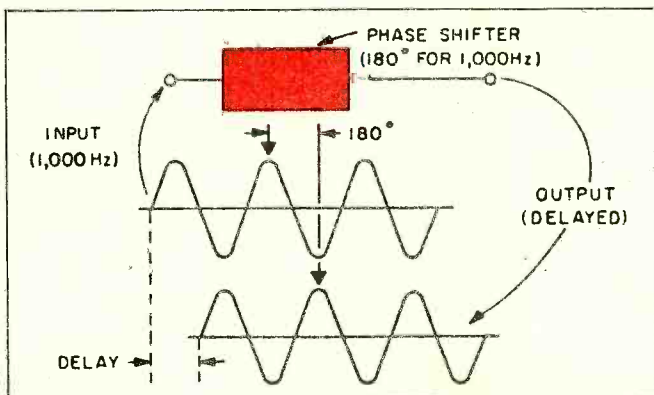 PHASE SHIFTER
(180° FOR 1,000Hz)
INPUT
(1,000 Hz)
180°
OUTPUT
(DELAYED)
DELAY